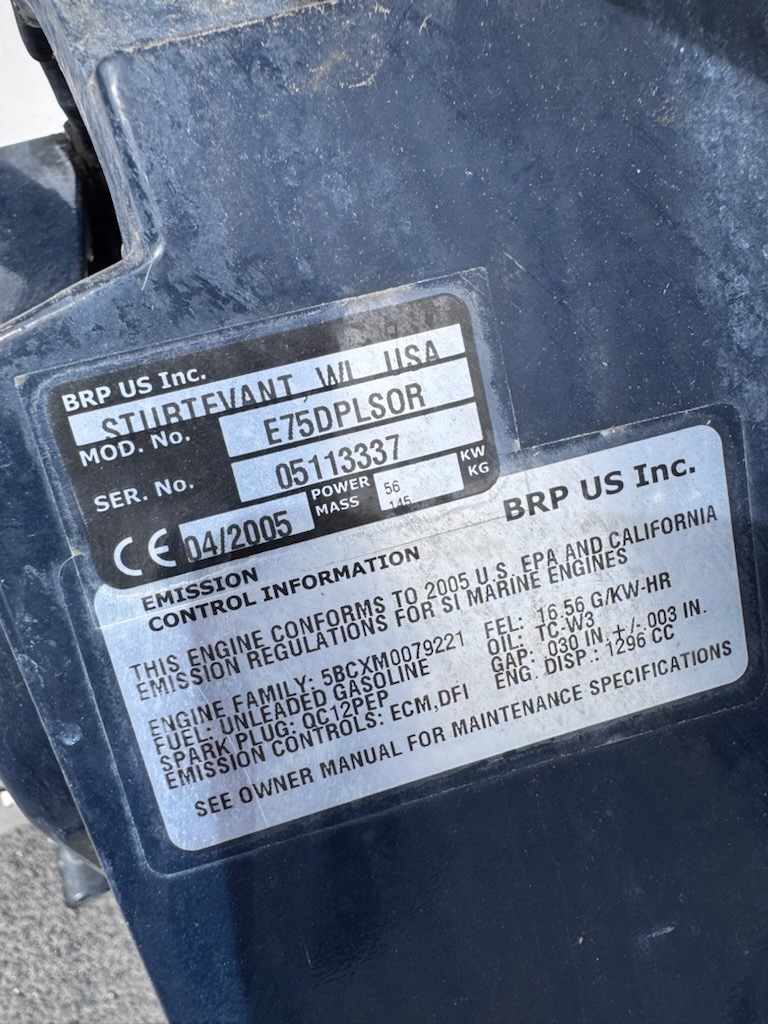 BRP US Inc.
STURTEVANT, WI, USA
MOD. No. E75DPLSOR
SER. No. 05113337
CE 04/2005 POWER 56 KW
MASS 145 KG
BRP US Inc.
EMISSION
CONTROL INFORMATION
THIS ENGINE CONFORMS TO 2005 U.S. EPA AND CALIFORNIA
EMISSION REGULATIONS FOR SI MARINE ENGINES
ENGINE FAMILY: 5BCXM0079221 FEL: 16.56 G/KW-HR
FUEL: UNLEADED GASOLINE OIL: TC-W3
SPARK PLUG: QC12PEP GAP: .030 IN. +/- .003 IN.
EMISSION CONTROLS: ECM,DFI ENG. DISP.: 1296 CC
SEE OWNER MANUAL FOR MAINTENANCE SPECIFICATIONS